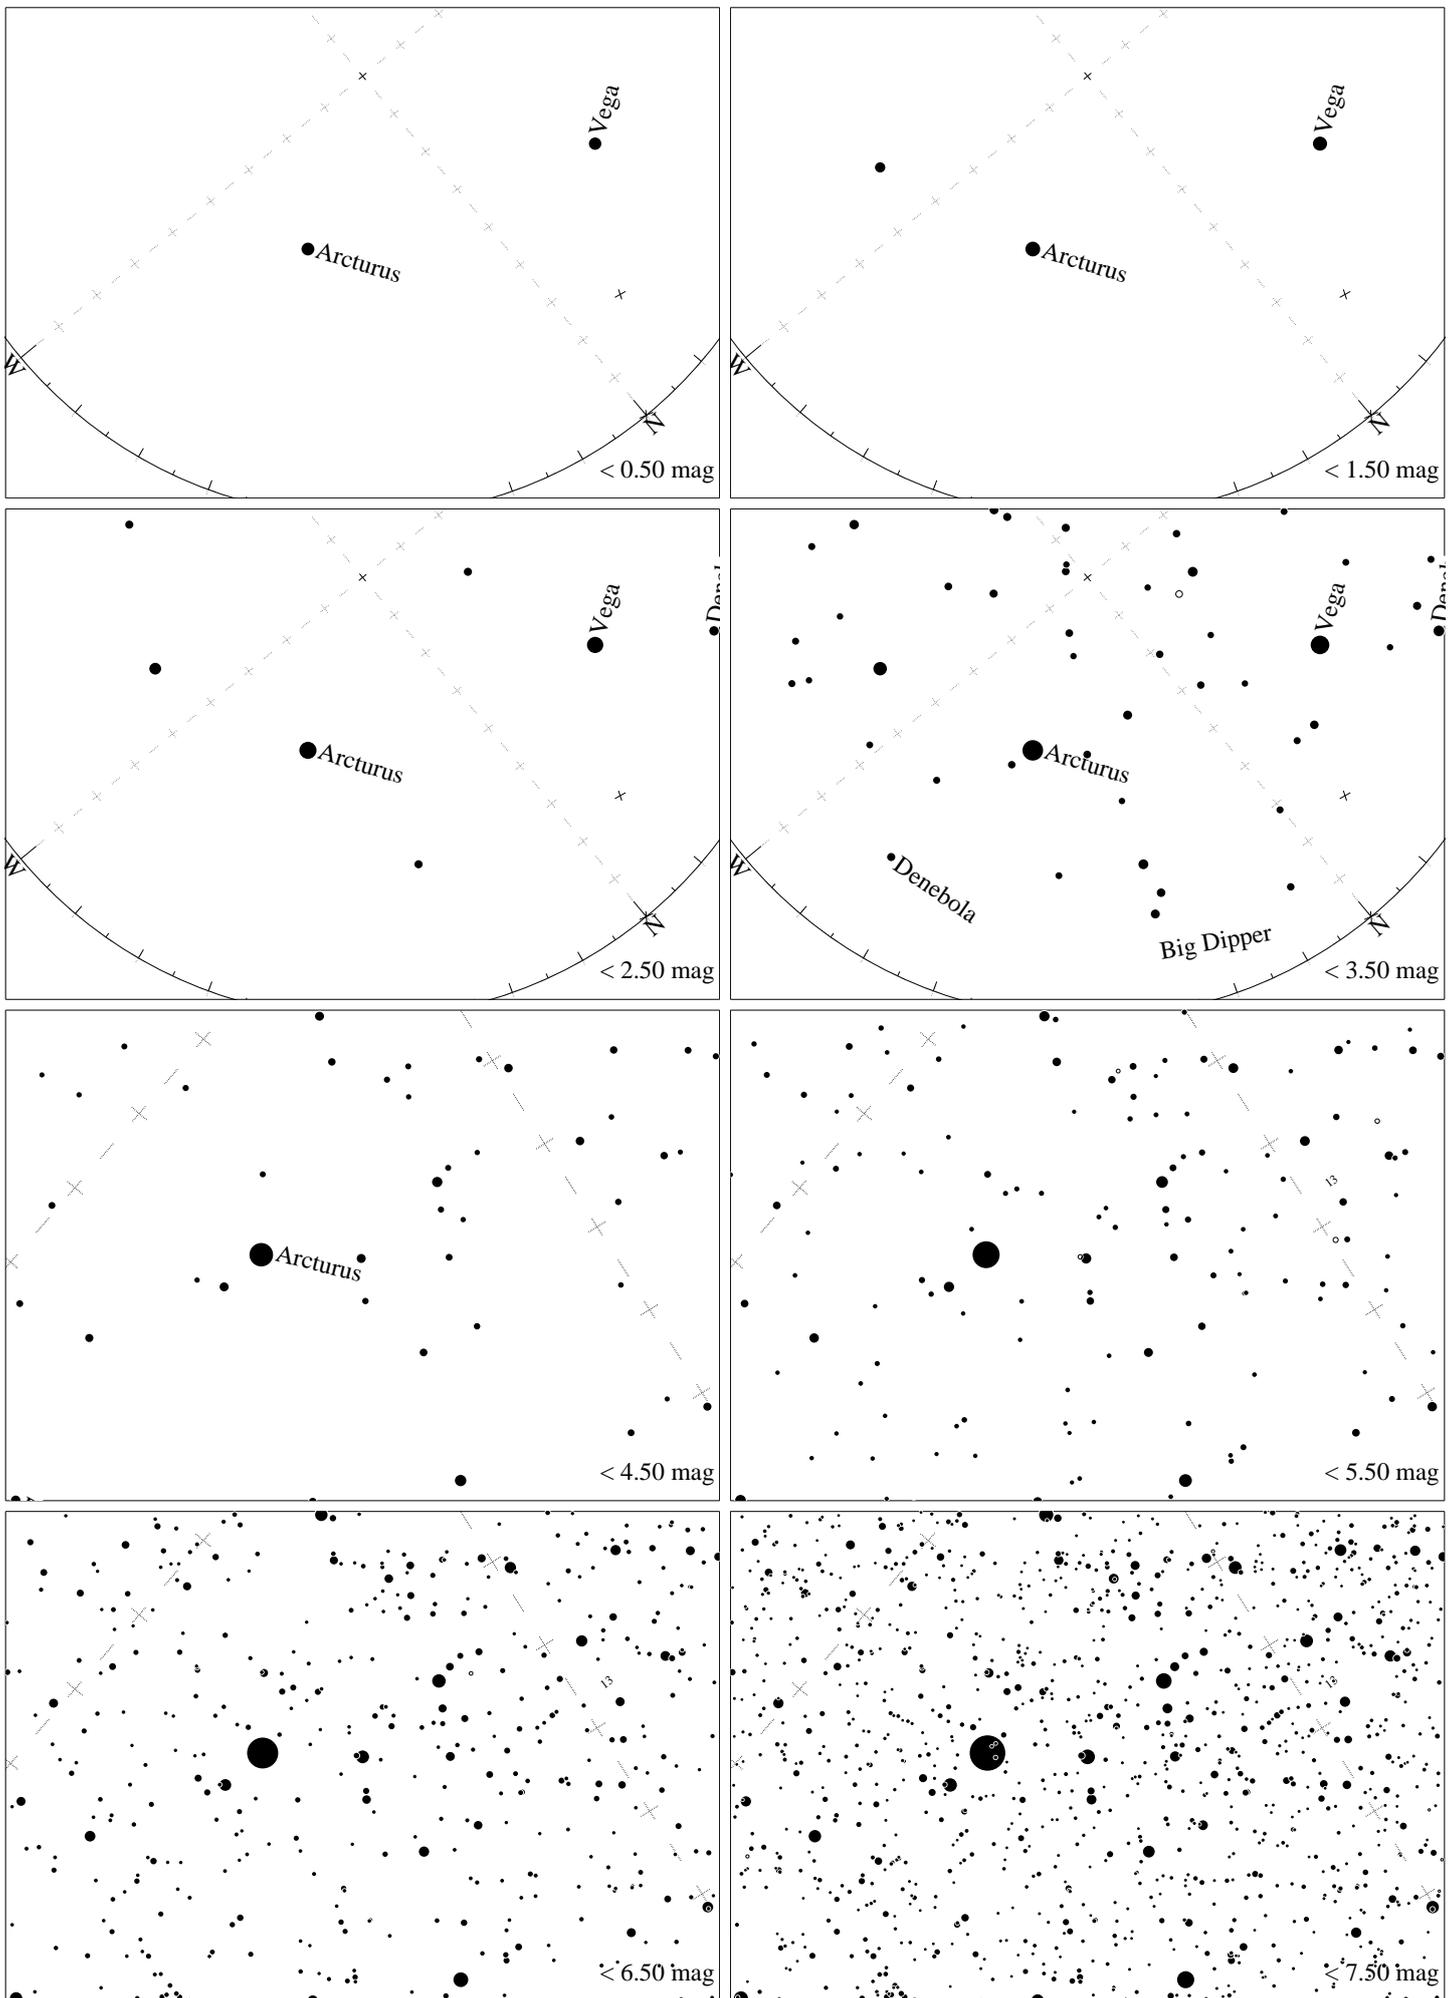 Vega
Arcturus
W
N
< 0.50 mag
Vega
Arcturus
W
N
< 1.50 mag
Vega
Arcturus
W
N
< 2.50 mag
Vega
Arcturus
Denebola
Big Dipper
W
N
< 3.50 mag
Arcturus
< 4.50 mag
13
< 5.50 mag
13
< 6.50 mag
13
< 7.50 mag